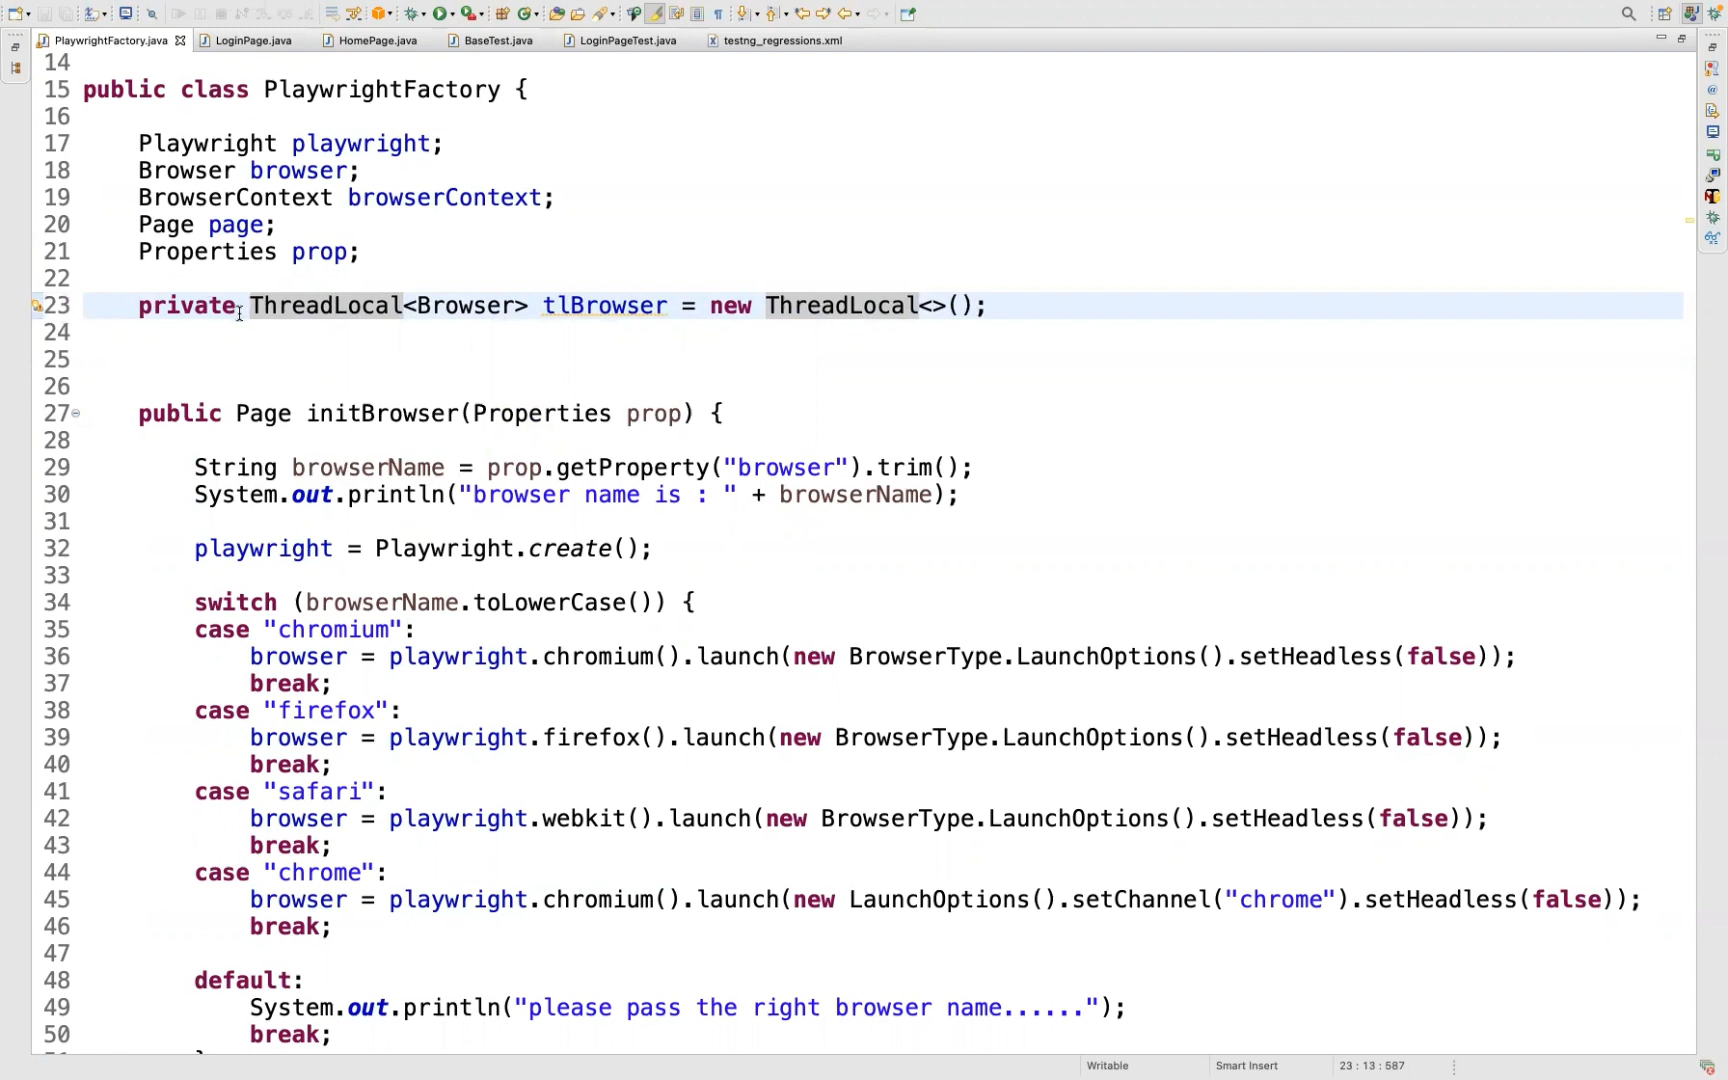 PlaywrightFactory.java LoginPage.java HomePage.java BaseTest.java LoginPageTest.java testng_regressions.xml
14
15 public class PlaywrightFactory {
16
17 Playwright playwright;
18 Browser browser;
19 BrowserContext browserContext;
20 Page page;
21 Properties prop;
22
23 private ThreadLocal<Browser> tlBrowser = new ThreadLocal<>();
24
25
26
27 public Page initBrowser(Properties prop) {
28
29 String browserName = prop.getProperty("browser").trim();
30 System.out.println("browser name is : " + browserName);
31
32 playwright = Playwright.create();
33
34 switch (browserName.toLowerCase()) {
35 case "chromium":
36 browser = playwright.chromium().launch(new BrowserType.LaunchOptions().setHeadless(false));
37 break;
38 case "firefox":
39 browser = playwright.firefox().launch(new BrowserType.LaunchOptions().setHeadless(false));
40 break;
41 case "safari":
42 browser = playwright.webkit().launch(new BrowserType.LaunchOptions().setHeadless(false));
43 break;
44 case "chrome":
45 browser = playwright.chromium().launch(new LaunchOptions().setChannel("chrome").setHeadless(false));
46 break;
47
48 default:
49 System.out.println("please pass the right browser name......");
50 break;
Writable Smart Insert 23 : 13 : 587